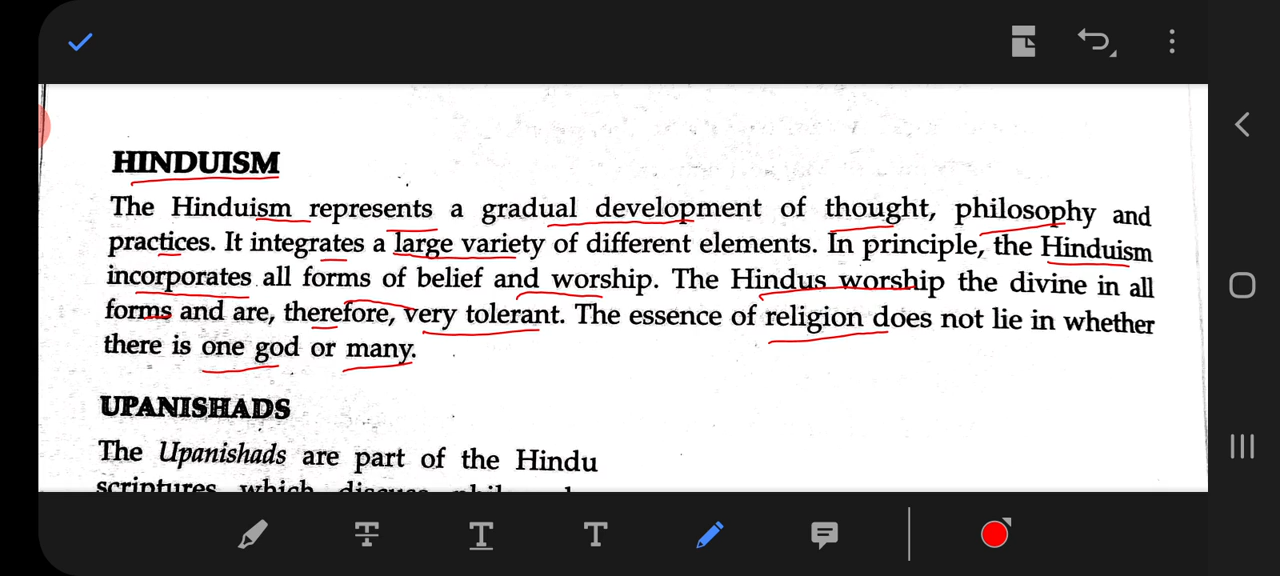 HINDUISM
The Hinduism represents a gradual development of thought, philosophy and
practices. It integrates a large variety of different elements. In principle, the Hinduism
incorporates all forms of belief and worship. The Hindus worship the divine in all
forms and are, therefore, very tolerant. The essence of religion does not lie in whether
there is one god or many.
UPANISHADS
The Upanishads are part of the Hindu
scriptures which discuss
T
T
T